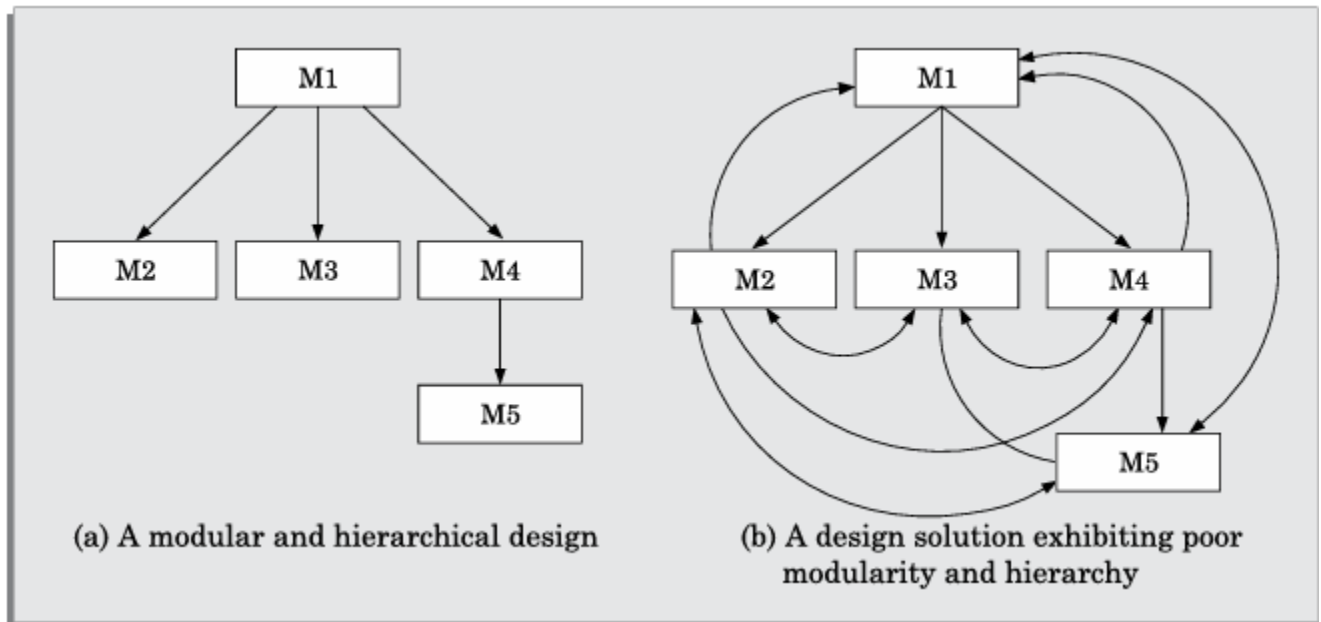 M1
M2
M3
M4
M5
(a) A modular and hierarchical design
M1
M2
M3
M4
M5
(b) A design solution exhibiting poor
modularity and hierarchy